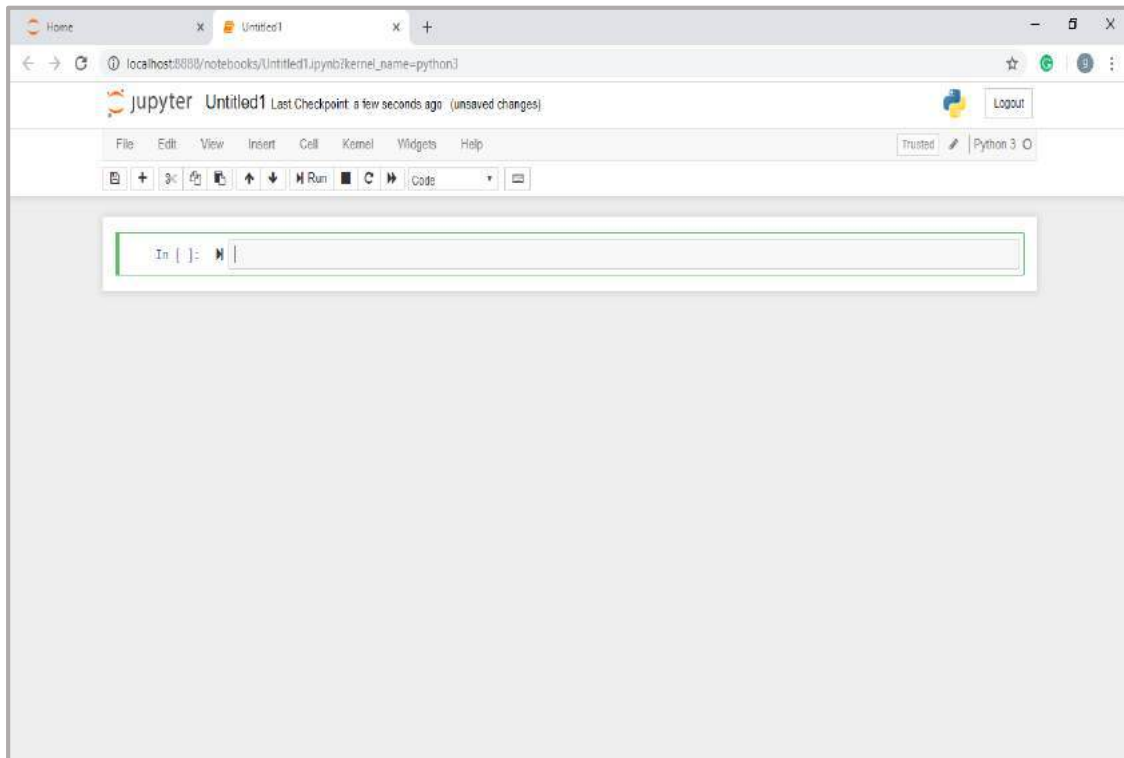 Home Untitled1
localhost:8888/notebooks/Untitled1.ipynb?kernel_name=python3 g
jupyter Untitled1 Last Checkpoint: a few seconds ago (unsaved changes) Logout
File Edit View Insert Cell Kernel Widgets Help Trusted Python 3
Run Code
In [ ]: